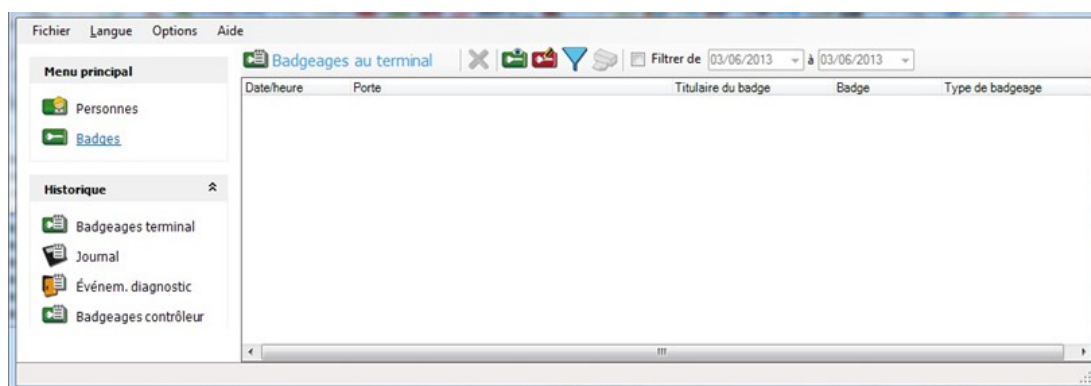 Fichier Langue Options Aide
Menu principal
Personnes
Badges
Historique
Badgeages terminal
Journal
Événem. diagnostic
Badgeages contrôleur
Badgeages au terminal Filtrer de 03/06/2013 à 03/06/2013
Date/heure Porte Titulaire du badge Badge Type de badgeage